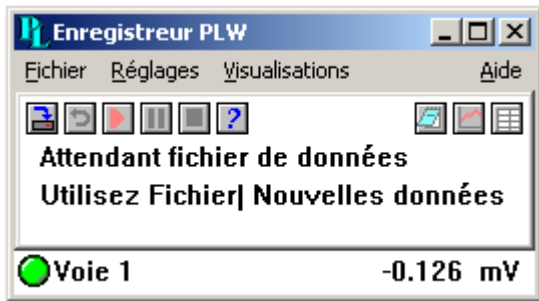 Enregistreur PLW
Fichier Réglages Visualisations Aide
?
Attendant fichier de données
Utilisez Fichier| Nouvelles données
Voie 1 -0.126 mV